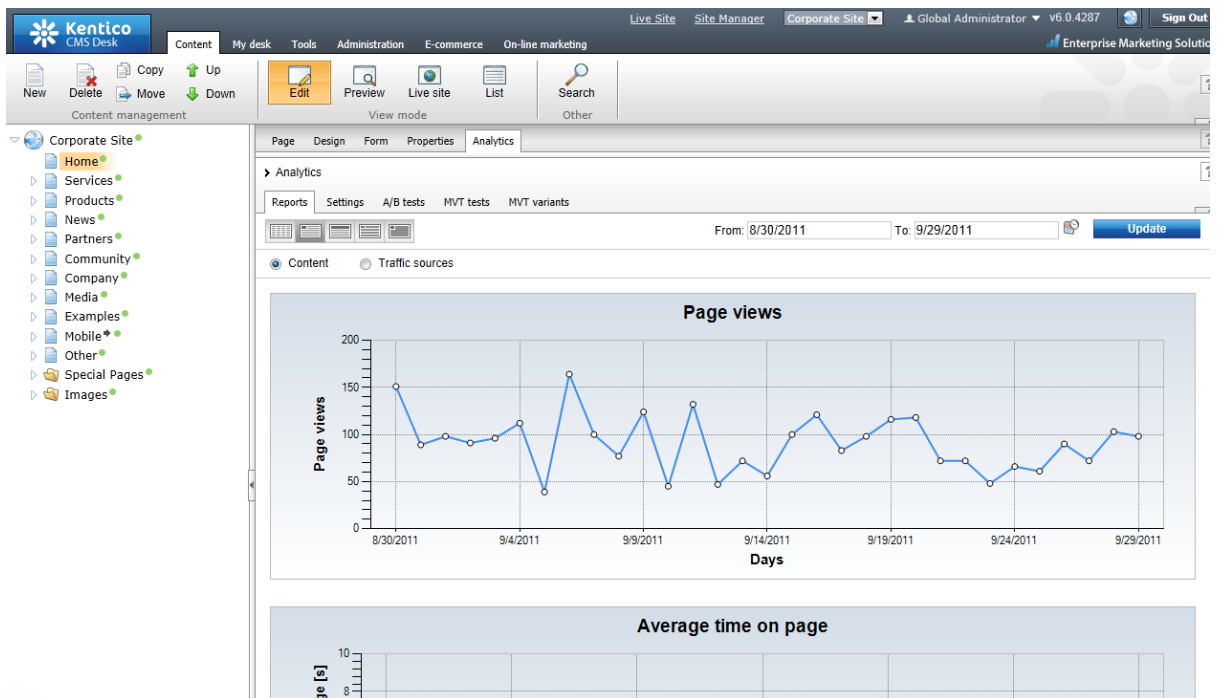 Kentico
CMS Desk
Live Site Site Manager Corporate Site Global Administrator v6.0.4287 Sign Out
Content My desk Tools Administration E-commerce On-line marketing
Enterprise Marketing
New Delete Copy Move Up Down
Content management
Edit Preview Live site List
View mode
Search
Other
Corporate Site
Home
Services
Products
News
Partners
Community
Company
Media
Examples
Mobile
Other
Special Pages
Images
Page Design Form Properties Analytics
Analytics
Reports Settings A/B tests MVT tests MVT variants
From: 8/30/2011 To: 9/29/2011 Update
Content Traffic sources
Page views
Page views
200
150
100
50
0
8/30/2011 9/4/2011 9/9/2011 9/14/2011 9/19/2011 9/24/2011 9/29/2011
Days
Average time on page
10
8